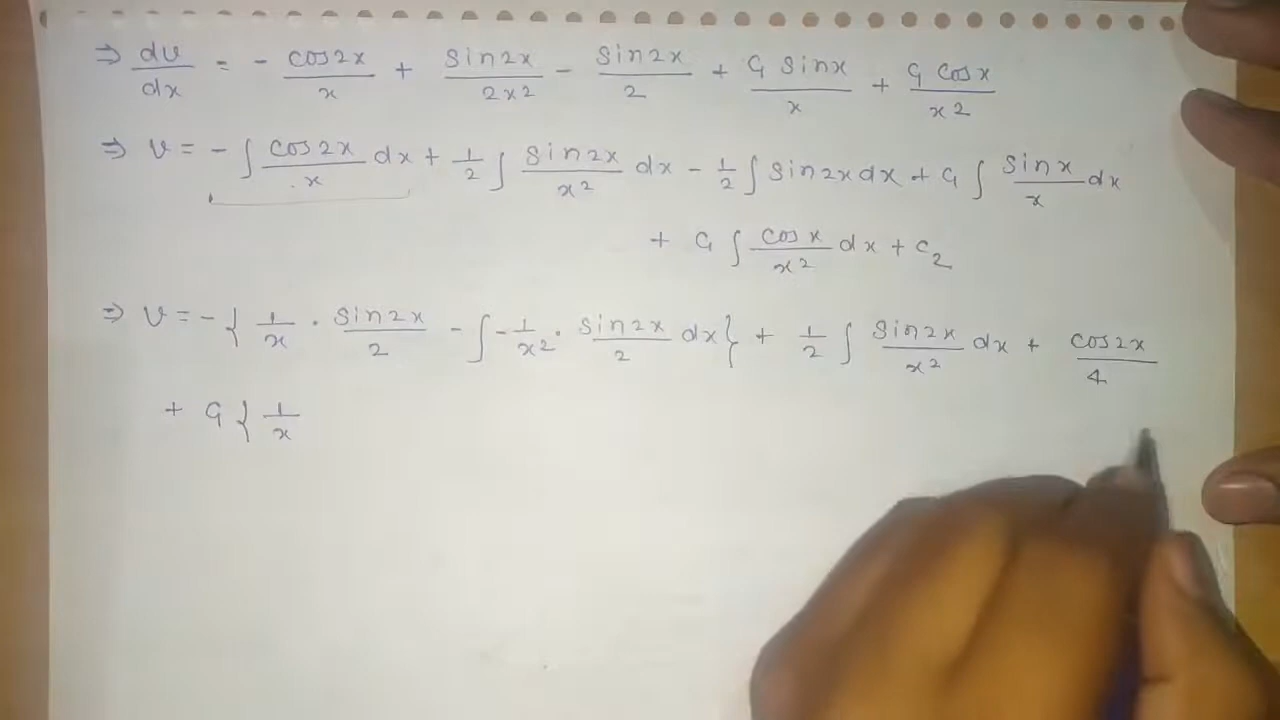 ⇒ dv/dx = - cos2x/x + sin2x/2x² - sin2x/2 + C₁ sinx/x + C₁ cosx/x²
⇒ v = - ∫ cos2x/x dx + 1/2 ∫ sin2x/x² dx - 1/2 ∫ sin2x dx + C₁ ∫ sinx/x dx
+ C₁ ∫ cosx/x² dx + c₂
⇒ v = - { 1/x · sin2x/2 - ∫ - 1/x² · sin2x/2 dx } + 1/2 ∫ sin2x/x² dx + cos2x/4
+ C₁ { 1/x